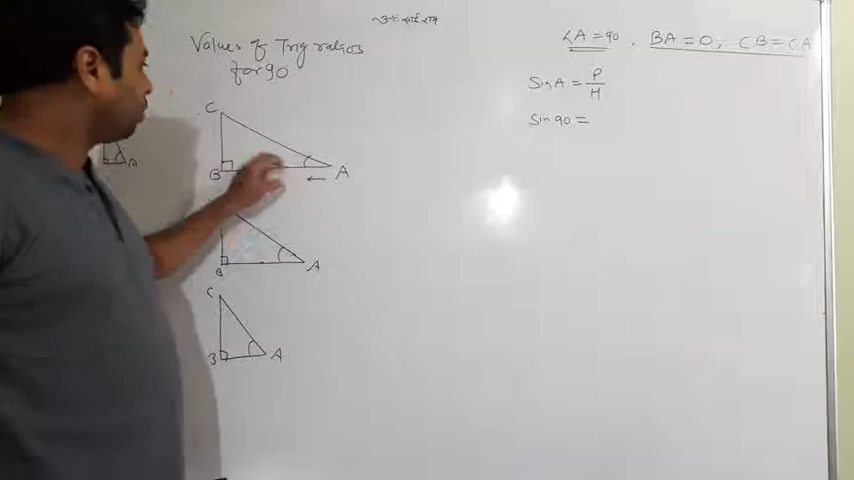 Values of Trig ratios
for 90
∠A = 90 , BA = 0, CB = CA
Sin A = P/H
Sin 90 =
C
B
A
A
B
A
C
B
A